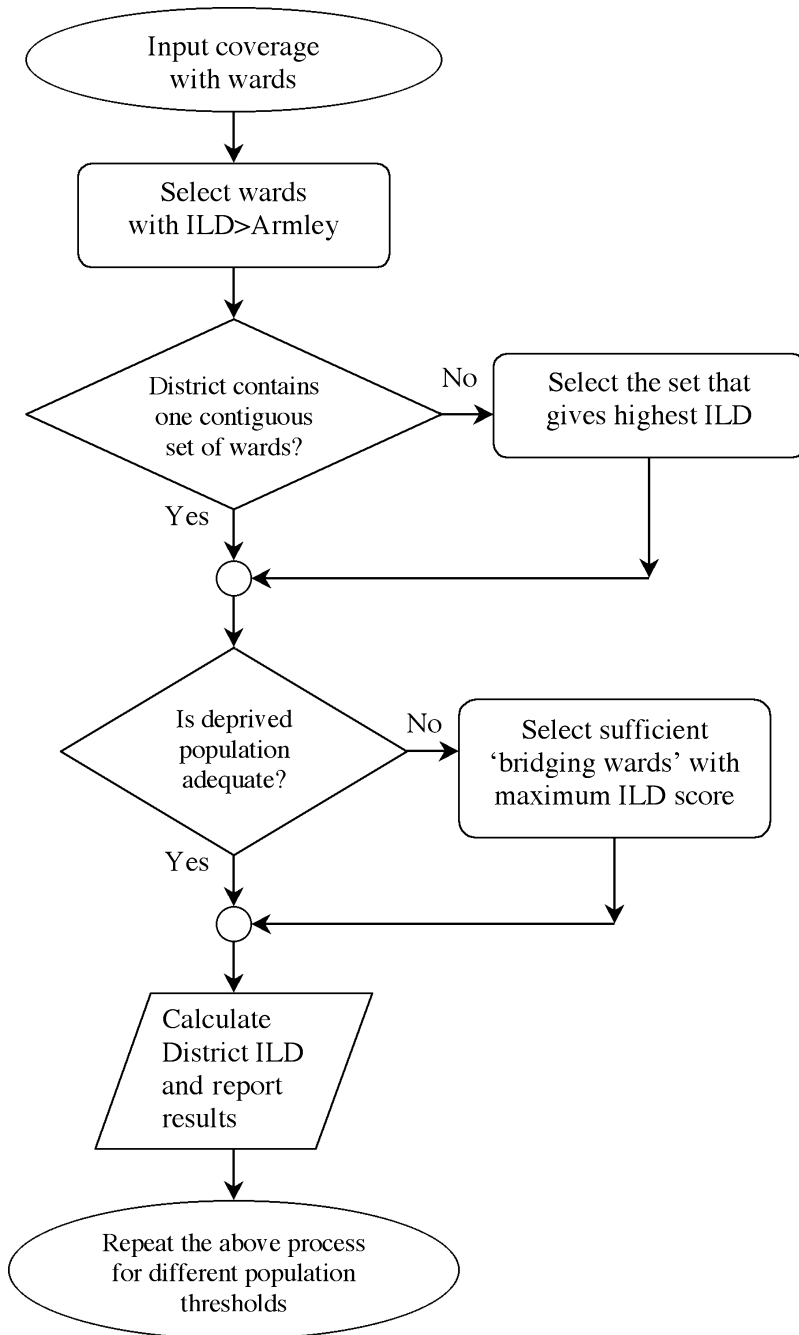 Input coverage
with wards
Select wards
with ILD>Armley
District contains
one contiguous
set of wards?
No
Select the set that
gives highest ILD
Yes
Is deprived
population
adequate?
No
Select sufficient
‘bridging wards’ with
maximum ILD score
Yes
Calculate
District ILD
and report
results
Repeat the above process
for different population
thresholds